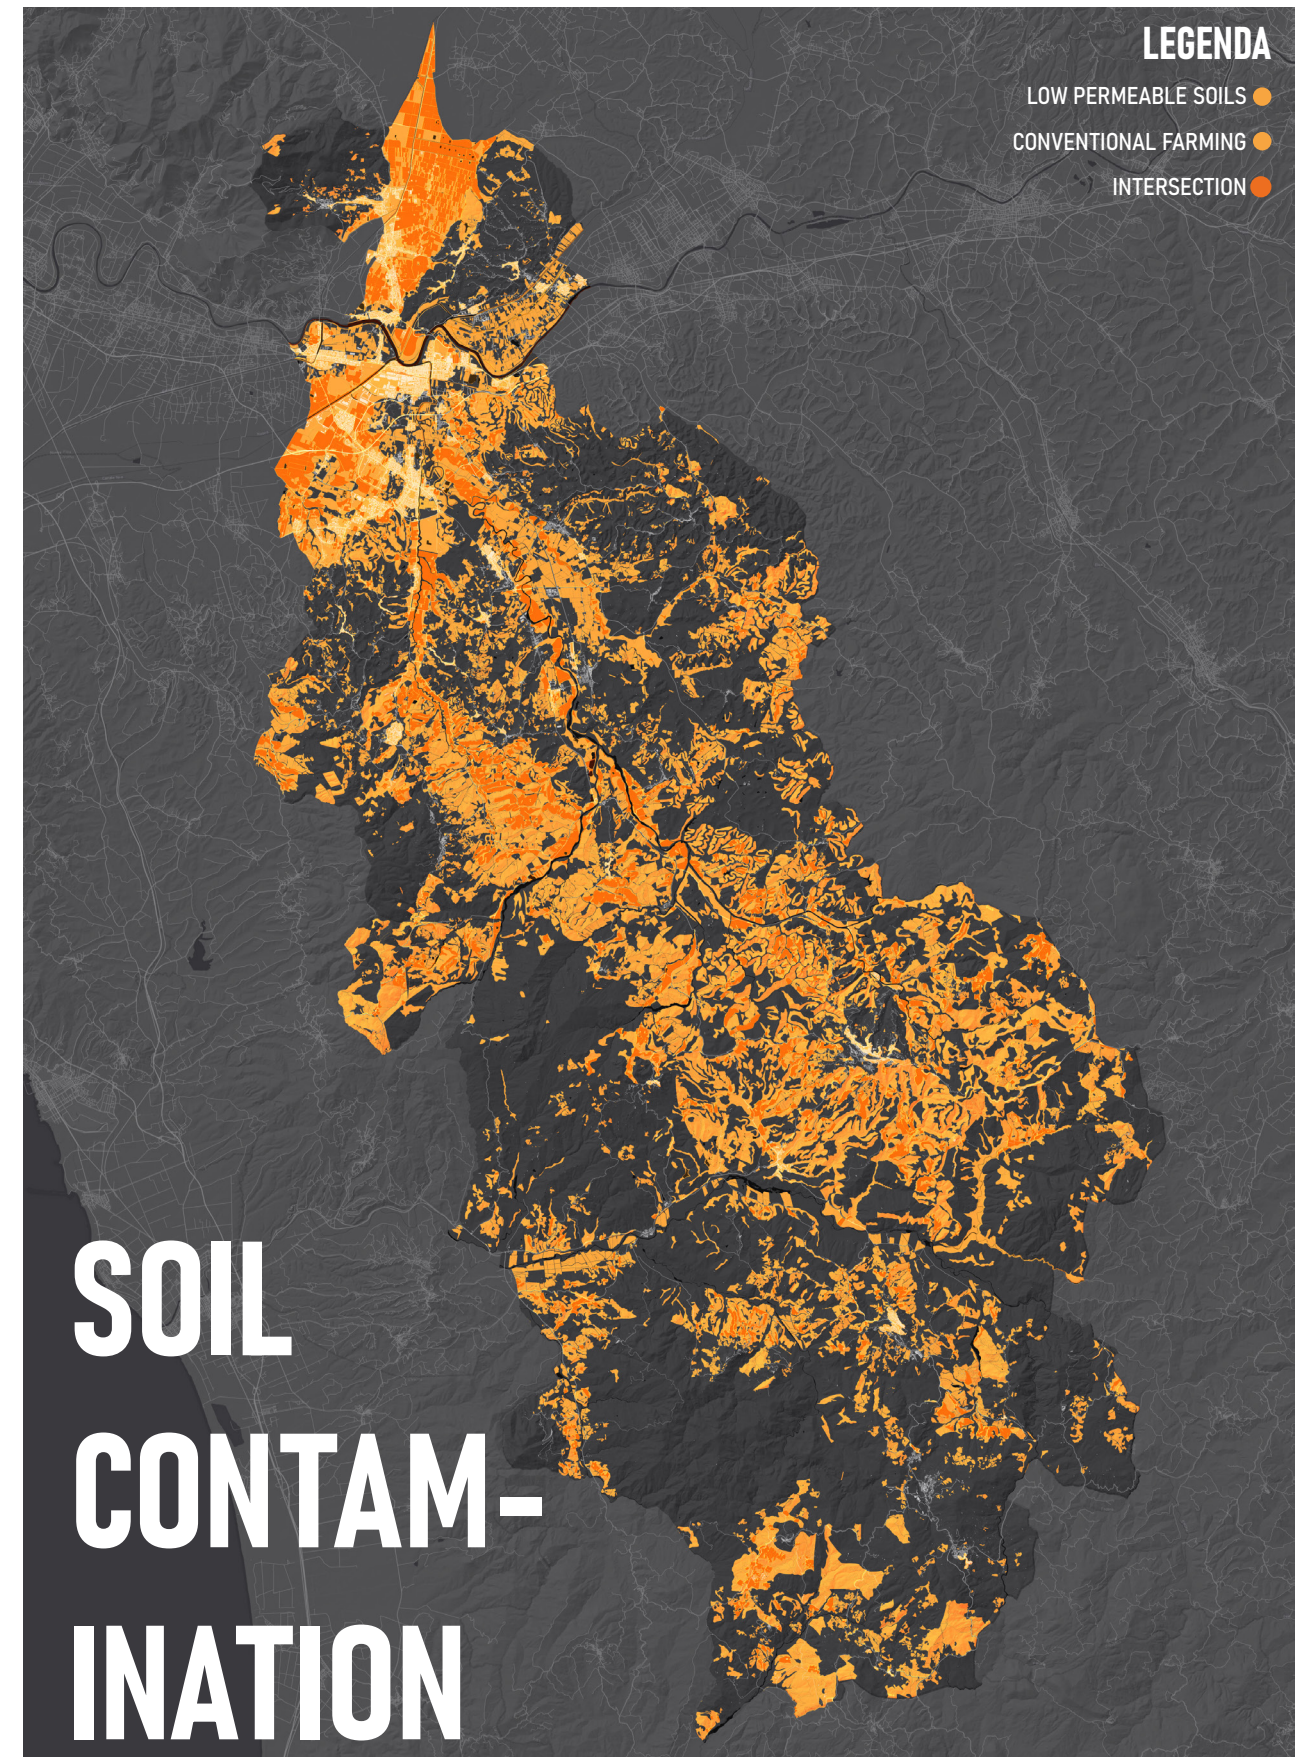 LEGENDA
LOW PERMEABLE SOILS
CONVENTIONAL FARMING
INTERSECTION
SOIL
CONTAM-
INATION